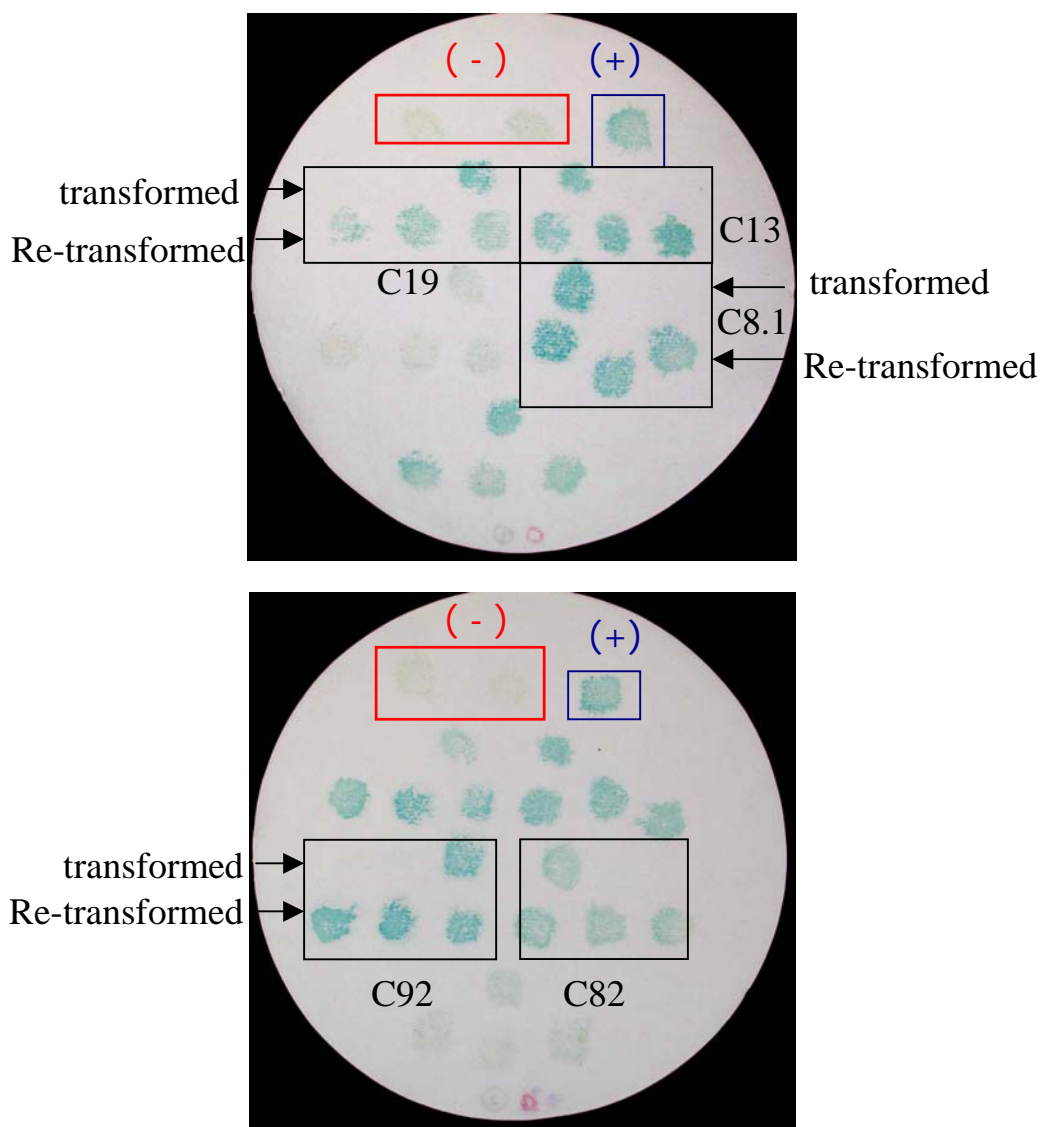 ( - )
(+)
transformed
Re-transformed
C13
C19
transformed
C8.1
Re-transformed
( - )
(+)
transformed
Re-transformed
C92
C82